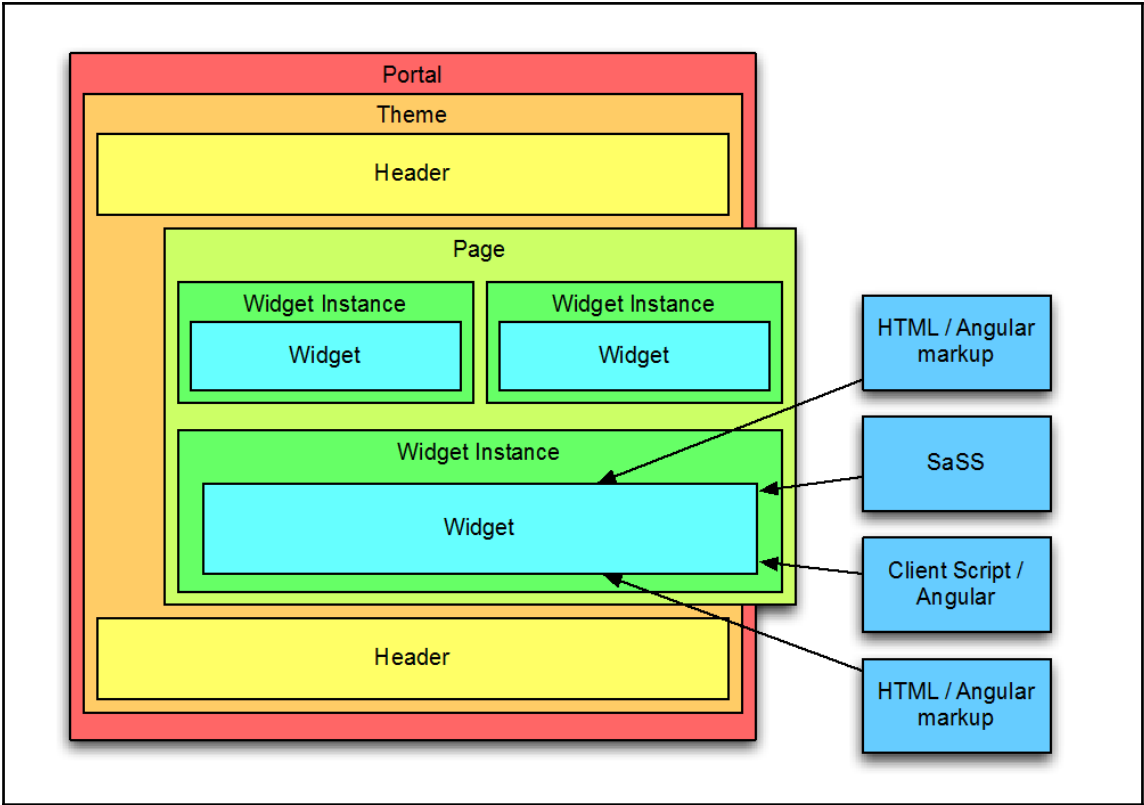 Portal
Theme
Header
Page
Widget Instance
Widget Instance
Widget
Widget
Widget Instance
Widget
Header
HTML / Angular
markup
SaSS
Client Script /
Angular
HTML / Angular
markup